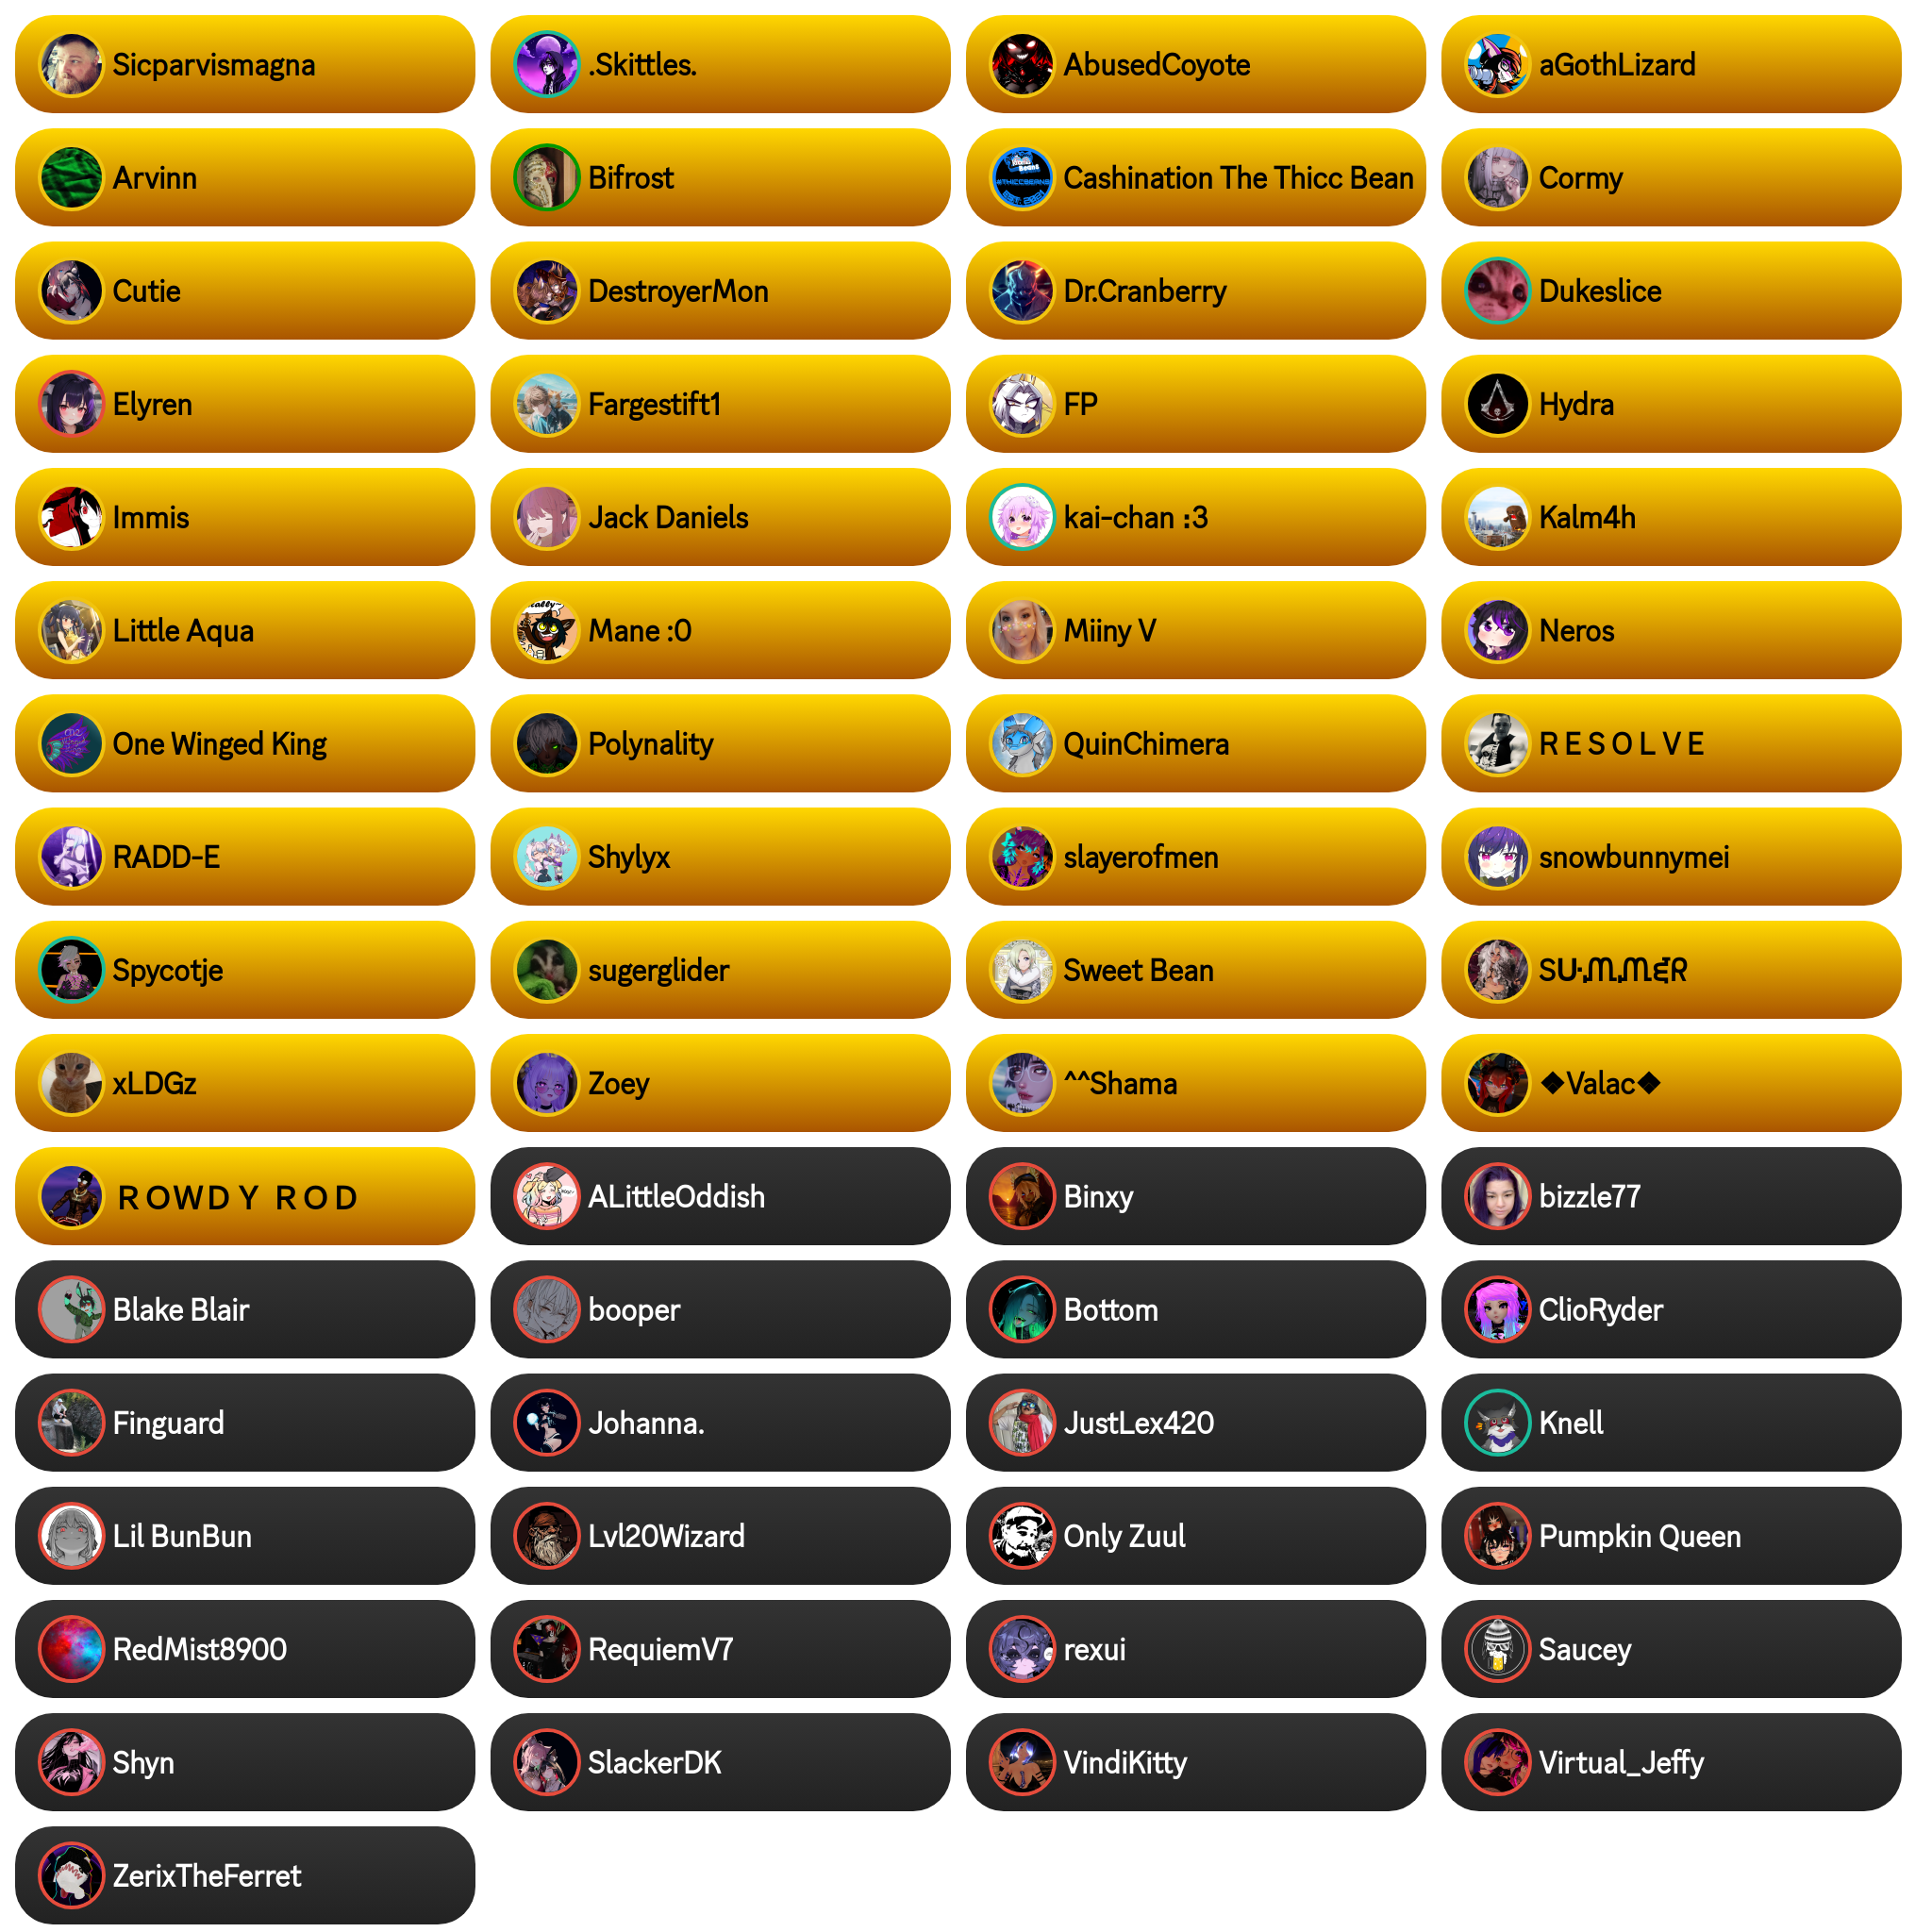 Sicparvismagna
.Skittles.
AbusedCoyote
aGothLizard
Arvinn
Bifrost
#THICCBEANS
Cashination The Thicc Bean
Cormy
Cutie
DestroyerMon
Dr.Cranberry
Dukeslice
Elyren
Fargestift1
FP
Hydra
Immis
Jack Daniels
kai-chan :3
Kalm4h
Little Aqua
Mane :0
Miiny V
Neros
One Winged King
Polynality
QuinChimera
R E S O L V E
RADD-E
Shylyx
slayerofmen
snowbunnymei
Spycotje
sugerglider
Sweet Bean
xLDGz
Zoey
^^Shama
❖Valac❖
R O W D Y R O D
ALittleOddish
Binxy
bizzle77
Blake Blair
booper
Bottom
ClioRyder
Finguard
Johanna.
JustLex420
Knell
Lil BunBun
Lvl20Wizard
Only Zuul
Pumpkin Queen
RedMist8900
RequiemV7
rexui
Saucey
Shyn
SlackerDK
VindiKitty
Virtual_Jeffy
ZerixTheFerret